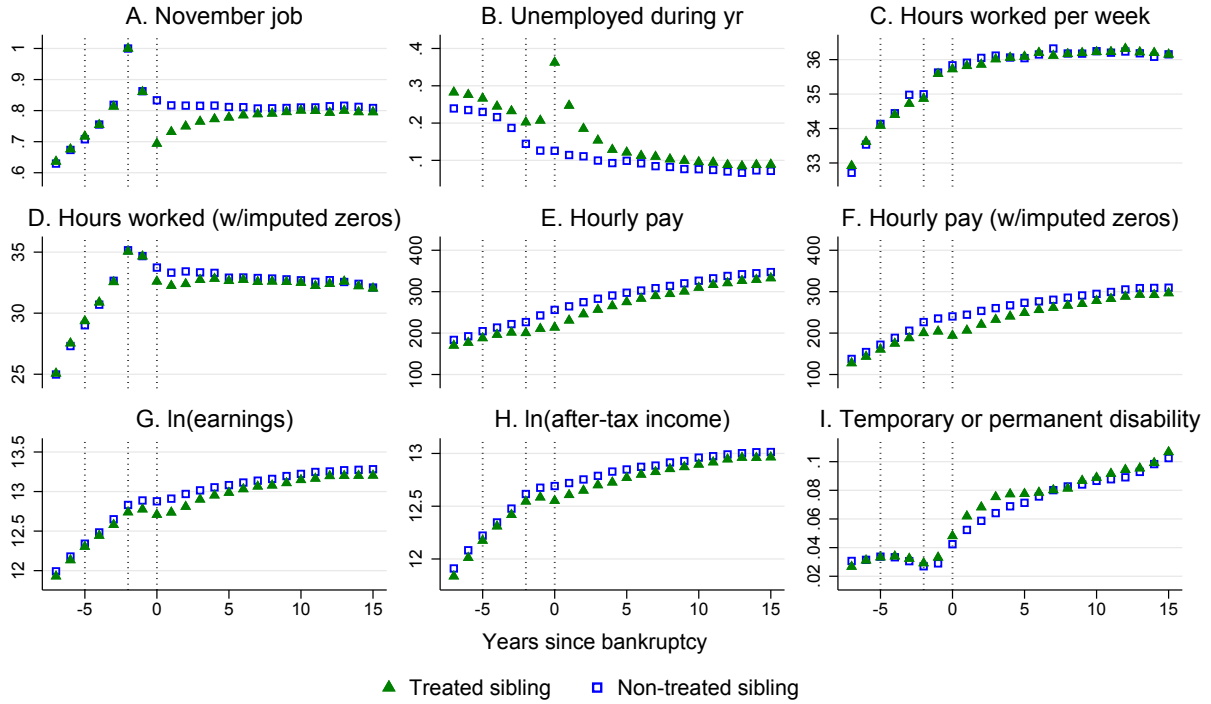 A. November job
B. Unemployed during yr
C. Hours worked per week
1
.9
.8
.7
.6
.4
.3
.2
.1
36
35
34
33
D. Hours worked (w/imputed zeros)
E. Hourly pay
F. Hourly pay (w/imputed zeros)
35
30
25
400
300
200
100
400
300
200
100
G. ln(earnings)
H. ln(after-tax income)
I. Temporary or permanent disability
13.5
13
12.5
12
13
12.5
12
.1
.08
.06
.04
.02
-5 0 5 10 15
-5 0 5 10 15
-5 0 5 10 15
Years since bankruptcy
Treated sibling
Non-treated sibling